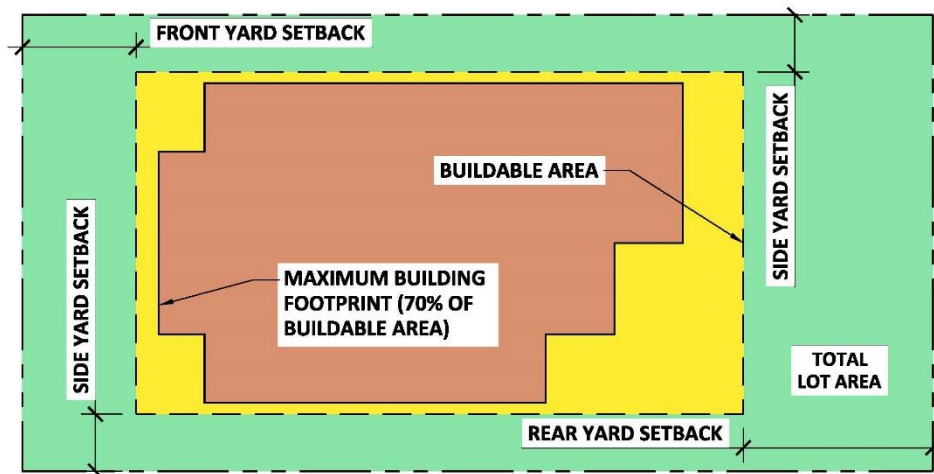 FRONT YARD SETBACK
SIDE YARD SETBACK
BUILDABLE AREA
SIDE YARD SETBACK
MAXIMUM BUILDING
FOOTPRINT (70% OF
BUILDABLE AREA)
TOTAL
LOT AREA
REAR YARD SETBACK